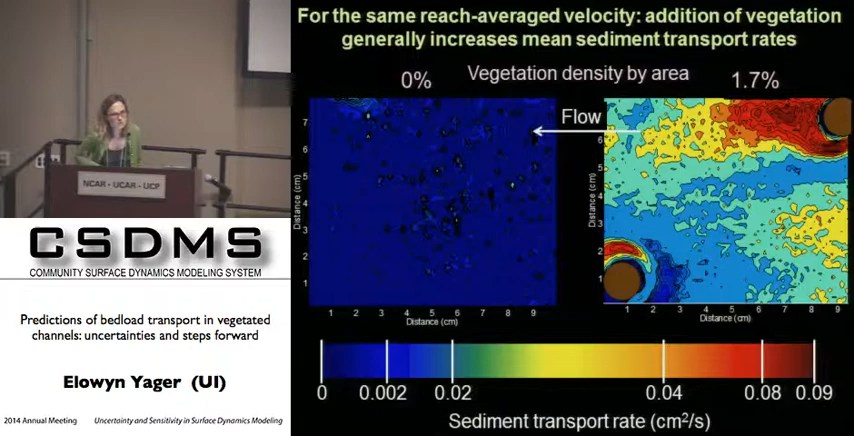 For the same reach-averaged velocity: addition of vegetation
generally increases mean sediment transport rates
0% Vegetation density by area 1.7%
Flow
7
6
5
4
3
2
1
Distance (cm)
1 2 3 4 5 6 7 8 9
Distance (cm)
6
5
4
3
2
1
Distance (cm)
1 2 3 4 5 6 7 8 9
Distance (cm)
0 0.002 0.02 0.04 0.08 0.09
Sediment transport rate (cm²/s)
NCAR - UCAR - UCP
CSDMS
COMMUNITY SURFACE DYNAMICS MODELING SYSTEM
Predictions of bedload transport in vegetated
channels: uncertainties and steps forward
Elowyn Yager (UI)
2014 Annual Meeting Uncertainty and Sensitivity in Surface Dynamics Modeling